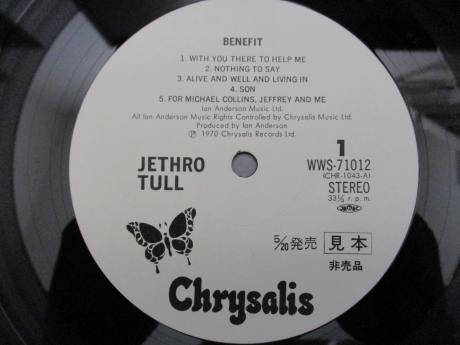 BENEFIT
1. WITH YOU THERE TO HELP ME
2. NOTHING TO SAY
3. ALIVE AND WELL AND LIVING IN
4. SON
5. FOR MICHAEL COLLINS, JEFFREY AND ME
Ian Anderson Music Ltd.
All Ian Anderson Music Rights Controlled by Chrysalis Music Ltd.
Produced by Ian Anderson
Ⓟ 1970 Chrysalis Records Ltd.
JETHRO
TULL
1
WWS-71012
(CHR-1043-A)
STEREO
33⅓ r. p. m.
JASRAC
5/20発売 見本
非売品
Chrysalis